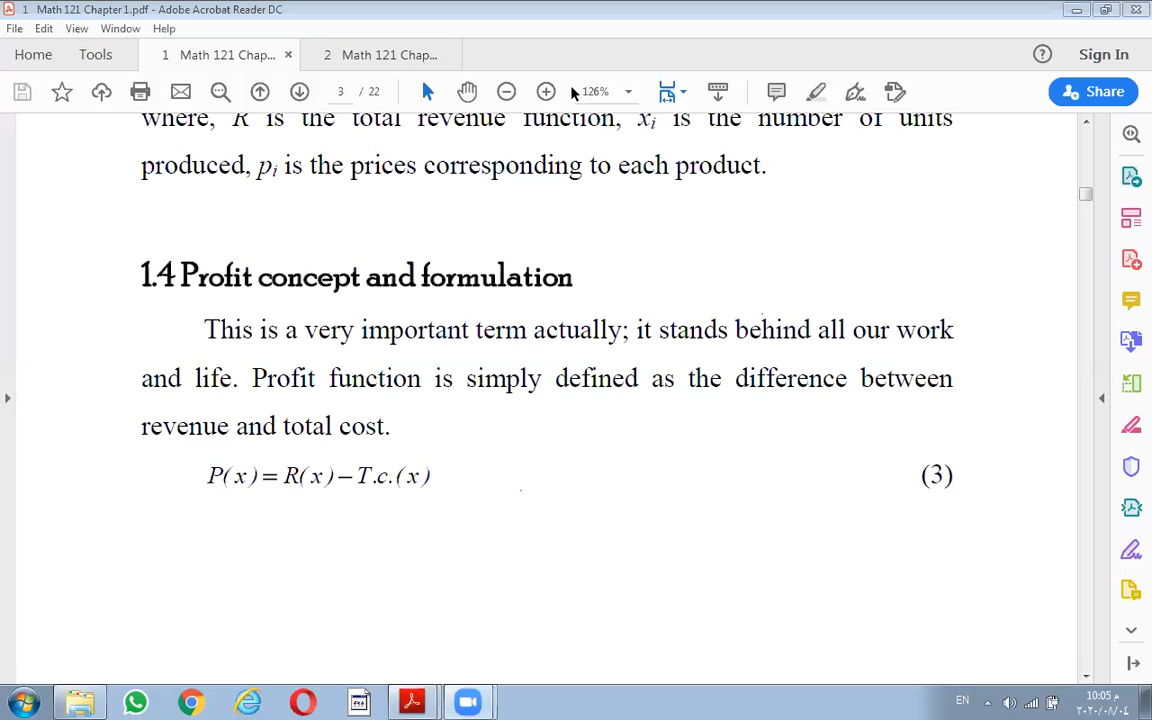 1 Math 121 Chapter 1.pdf - Adobe Acrobat Reader DC
File Edit View Window Help
Home Tools 1 Math 121 Chap... × 2 Math 121 Chap... Sign In
3 / 22 126% Share
where, R is the total revenue function, xi is the number of units
produced, pi is the prices corresponding to each product.
1.4 Profit concept and formulation
This is a very important term actually; it stands behind all our work
and life. Profit function is simply defined as the difference between
revenue and total cost.
P(x) = R(x) – T.c.(x) (3)
EN 10:05 م
٢٠٢٠/٠٨/٠٤